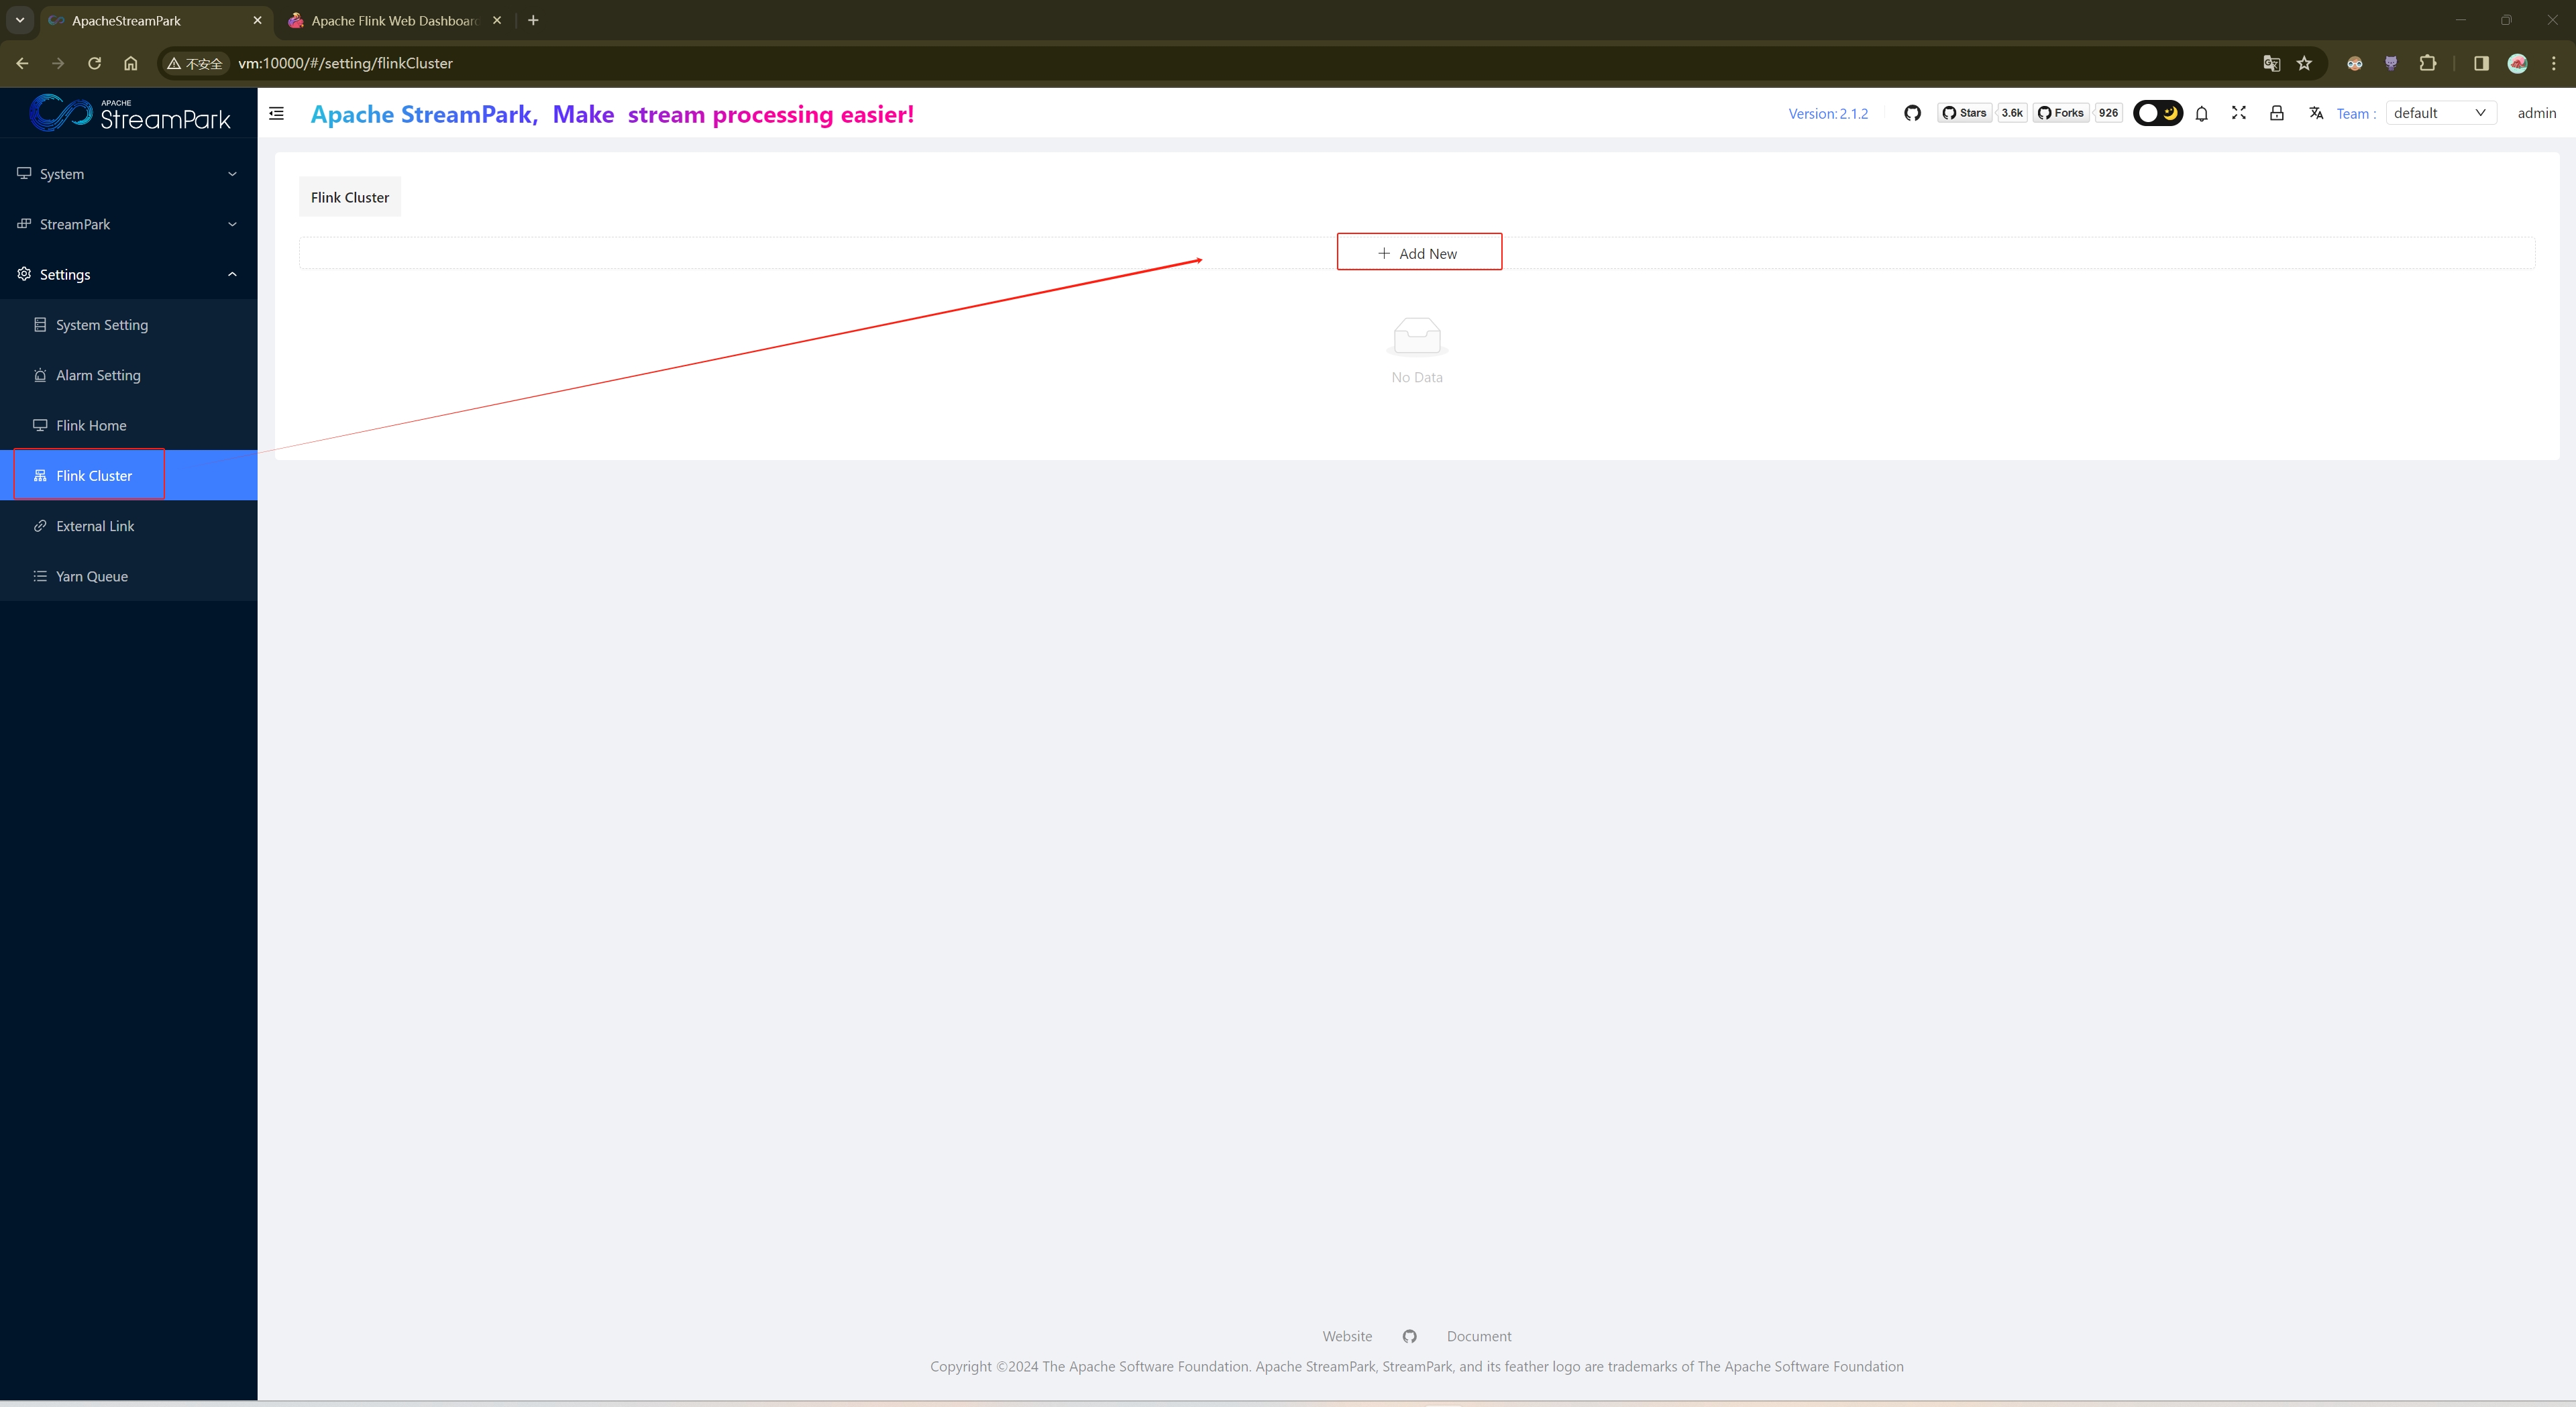 ApacheStreamPark
Apache Flink Web Dashboar
不安全
vm:10000/#/setting/flinkCluster
APACHE
StreamPark
Apache StreamPark, Make stream processing easier!
Version: 2.1.2
Stars
3.6k
Forks
926
Team :
default
admin
System
StreamPark
Settings
System Setting
Alarm Setting
Flink Home
Flink Cluster
External Link
Yarn Queue
Flink Cluster
+ Add New
No Data
Website
Document
Copyright ©2024 The Apache Software Foundation. Apache StreamPark, StreamPark, and its feather logo are trademarks of The Apache Software Foundation